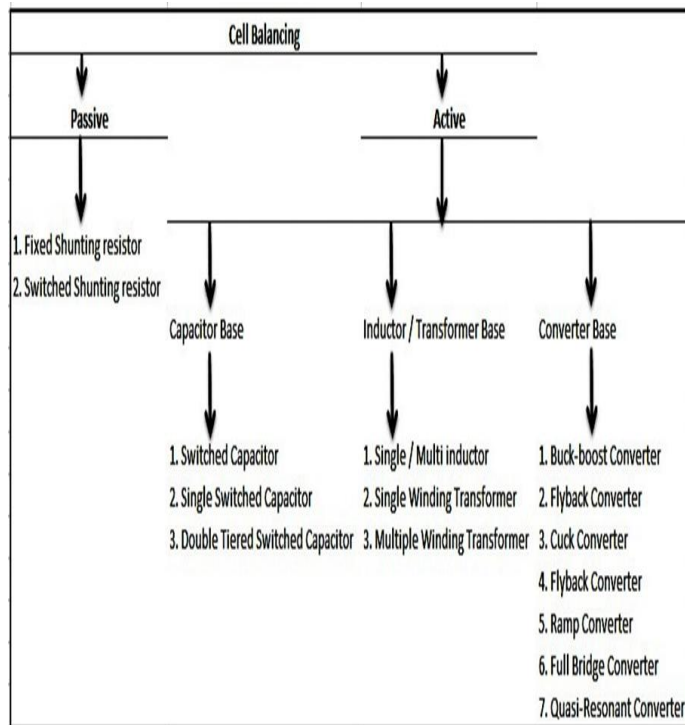 Cell Balancing
Passive
Active
1. Fixed Shunting resistor
2. Switched Shunting resistor
Capacitor Base
Inductor / Transformer Base
Converter Base
1. Switched Capacitor
2. Single Switched Capacitor
3. Double Tiered Switched Capacitor
1. Single / Multi inductor
2. Single Winding Transformer
3. Multiple Winding Transformer
1. Buck-boost Converter
2. Flyback Converter
3. Cuck Converter
4. Flyback Converter
5. Ramp Converter
6. Full Bridge Converter
7. Quasi-Resonant Converter